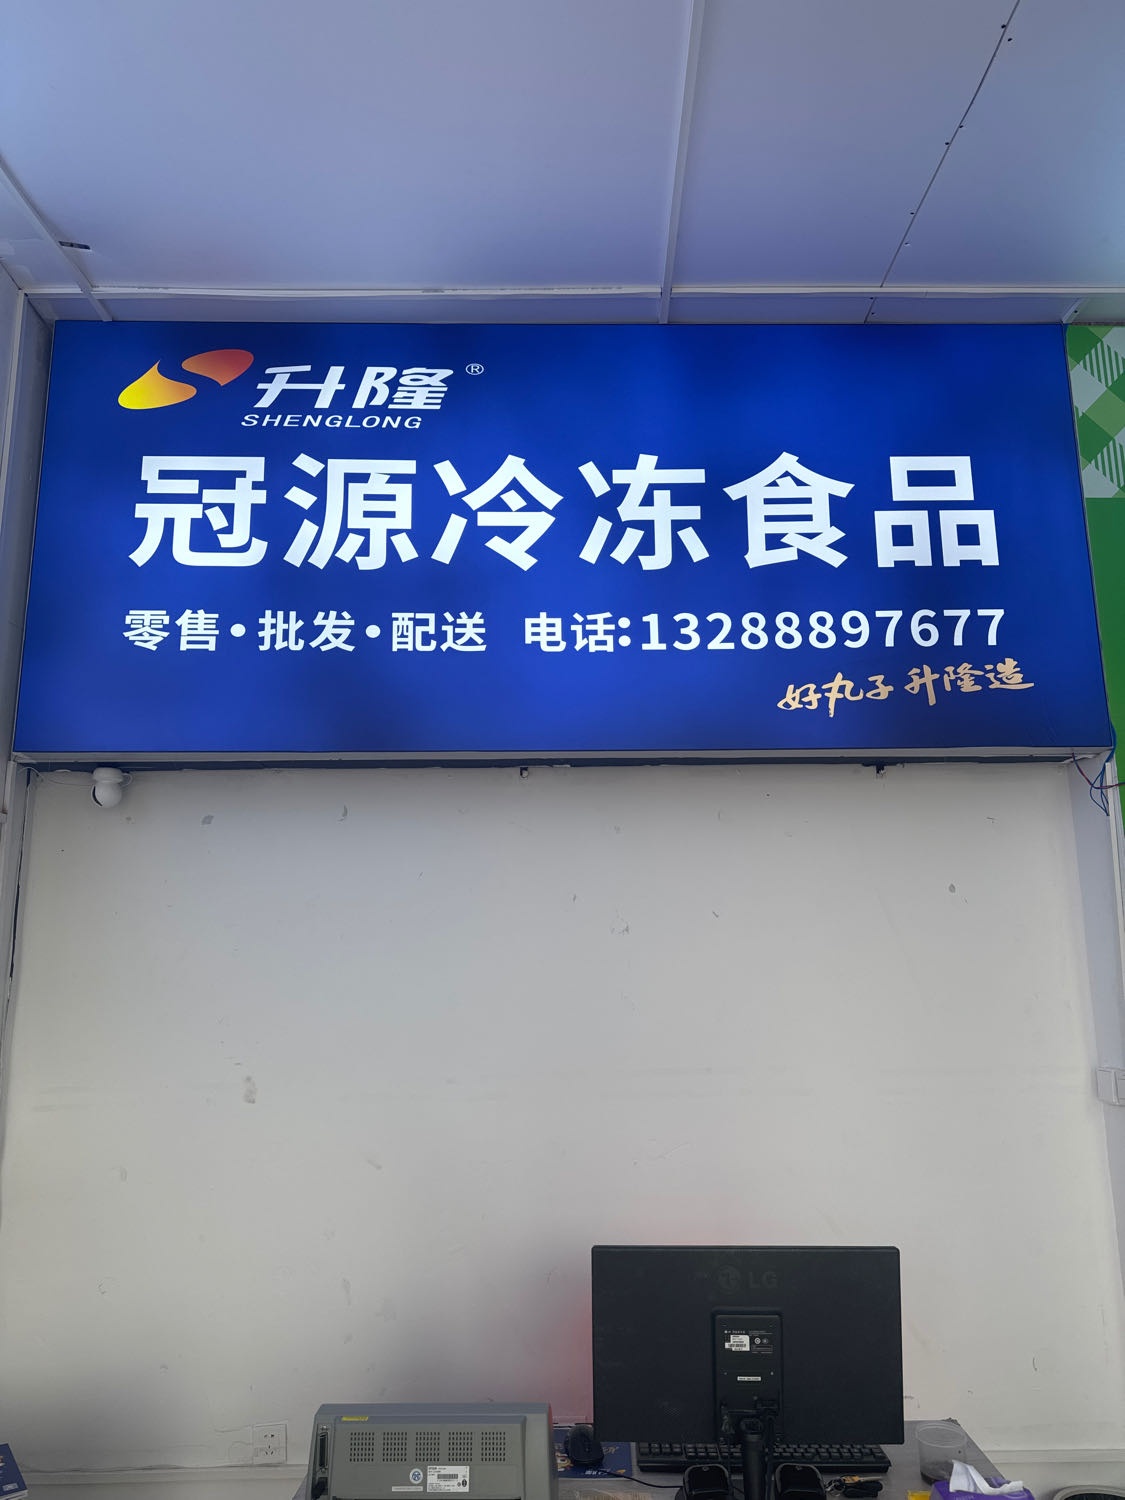 升隆®
SHENGLONG
冠源冷冻食品
零售·批发·配送 电话:13288897677
好丸子 升隆造
LG